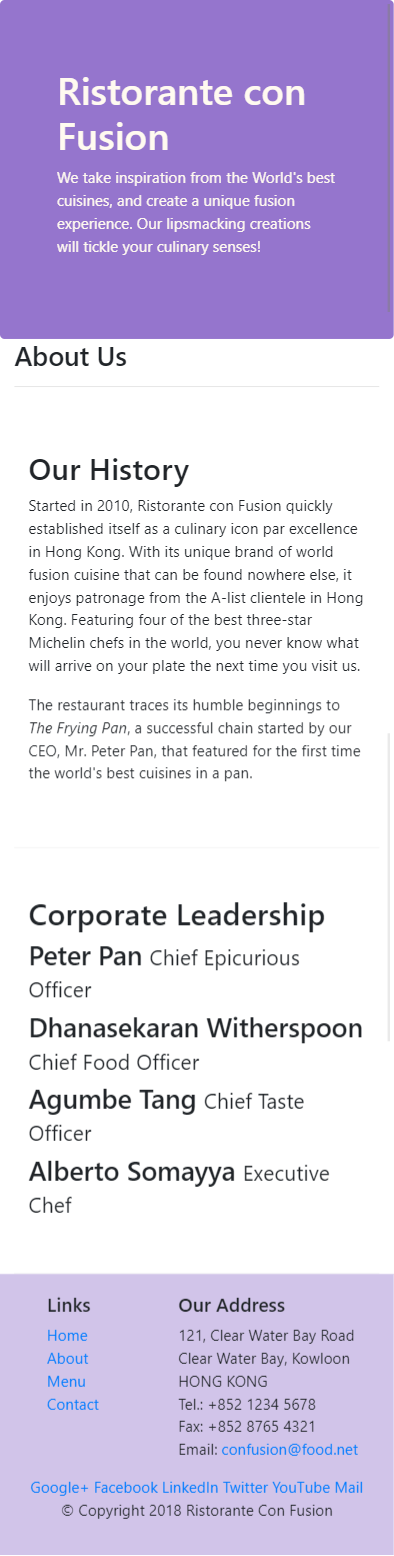 Ristorante con
Fusion
We take inspiration from the World's best
cuisines, and create a unique fusion
experience. Our lipsmacking creations
will tickle your culinary senses!
About Us
Our History
Started in 2010, Ristorante con Fusion quickly
established itself as a culinary icon par excellence
in Hong Kong. With its unique brand of world
fusion cuisine that can be found nowhere else, it
enjoys patronage from the A-list clientele in Hong
Kong. Featuring four of the best three-star
Michelin chefs in the world, you never know what
will arrive on your plate the next time you visit us.
The restaurant traces its humble beginnings to
The Frying Pan, a successful chain started by our
CEO, Mr. Peter Pan, that featured for the first time
the world's best cuisines in a pan.
Corporate Leadership
Peter Pan Chief Epicurious
Officer
Dhanasekaran Witherspoon
Chief Food Officer
Agumbe Tang Chief Taste
Officer
Alberto Somayya Executive
Chef
Links
Home
About
Menu
Contact
Our Address
121, Clear Water Bay Road
Clear Water Bay, Kowloon
HONG KONG
Tel.: +852 1234 5678
Fax: +852 8765 4321
Email: confusion@food.net
Google+ Facebook LinkedIn Twitter YouTube Mail
© Copyright 2018 Ristorante Con Fusion